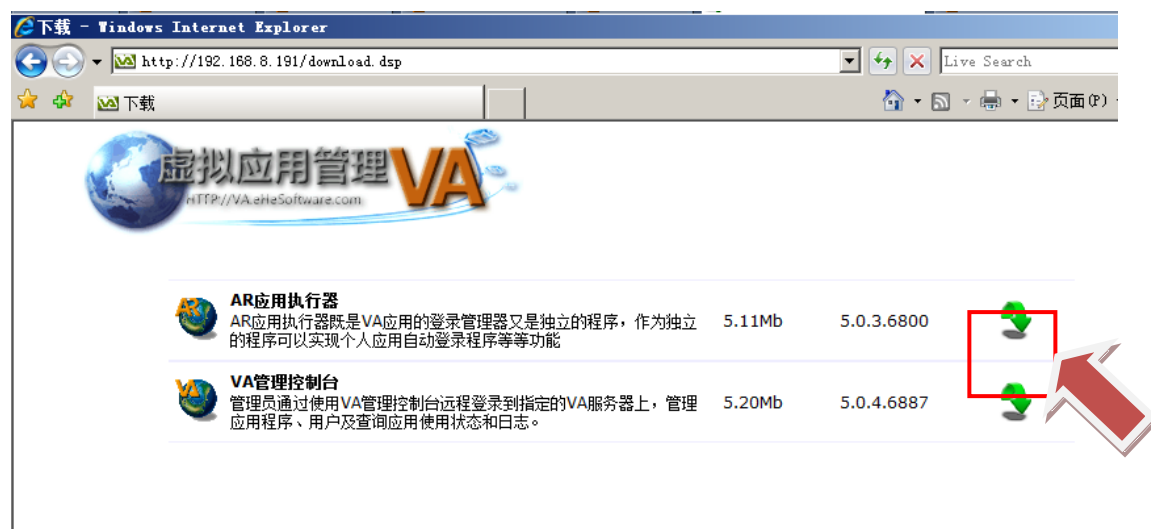 下载 - Windows Internet Explorer
http://192.168.8.191/download.dsp
Live Search
下载
页面(P)
虚拟应用管理VA
HTTP://VA.eHeSoftware.com
AR
AR应用执行器
AR应用执行器既是VA应用的登录管理器又是独立的程序，作为独立
的程序可以实现个人应用自动登录程序等等功能
5.11Mb
5.0.3.6800
VA
VA管理控制台
管理员通过使用VA管理控制台远程登录到指定的VA服务器上，管理
应用程序、用户及查询应用使用状态和日志。
5.20Mb
5.0.4.6887